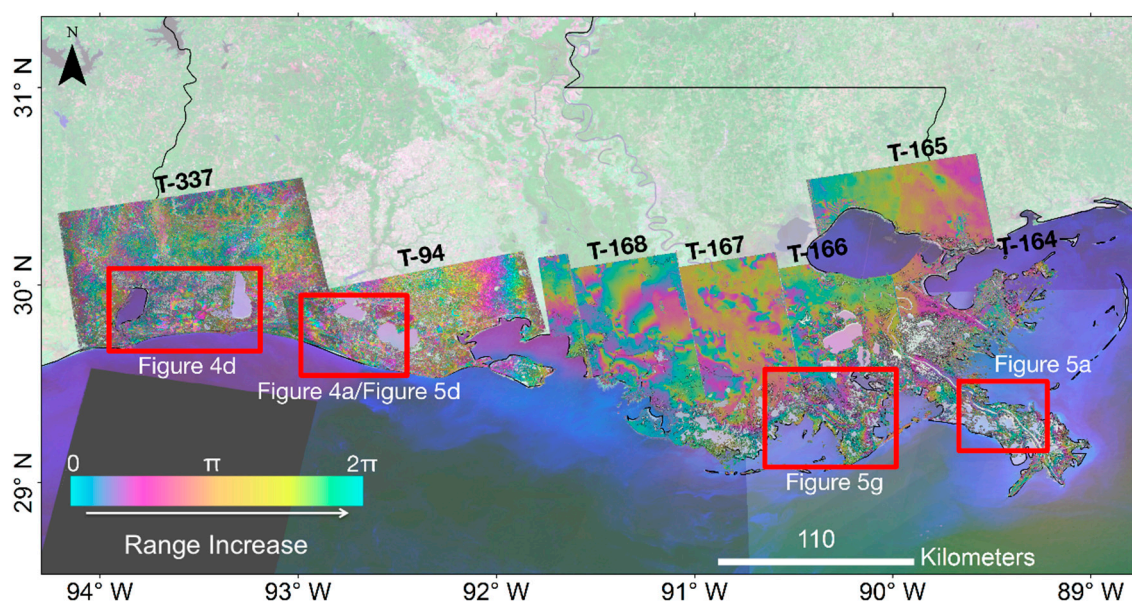 N
31° N
30° N
29° N
T-337
T-94
T-168
T-167
T-166
T-165
T-164
Figure 4d
Figure 4a/Figure 5d
Figure 5g
Figure 5a
0 π 2π
Range Increase
110
Kilometers
94° W 93° W 92° W 91° W 90° W 89° W